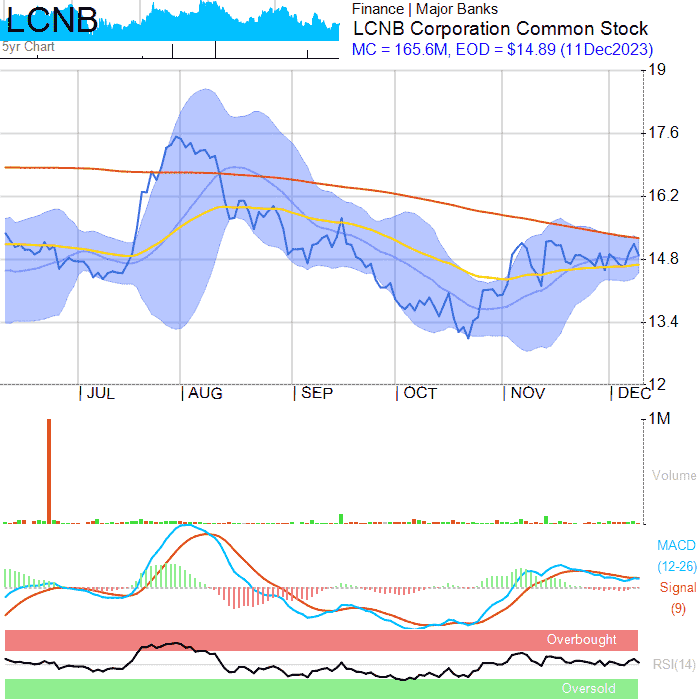 LCNB
5yr Chart
Finance | Major Banks
LCNB Corporation Common Stock
MC = 165.6M, EOD = $14.89 (11Dec2023)
19
17.6
16.2
14.8
13.4
12
JUL AUG SEP OCT NOV DEC
1M
Volume
MACD
(12-26)
Signal
(9)
Overbought
RSI(14)
Oversold